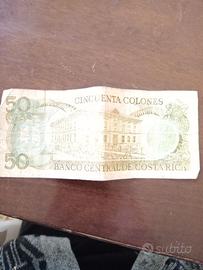 50
CINCUENTA COLONES
50
BANCO CENTRAL DE COSTA RICA
subito